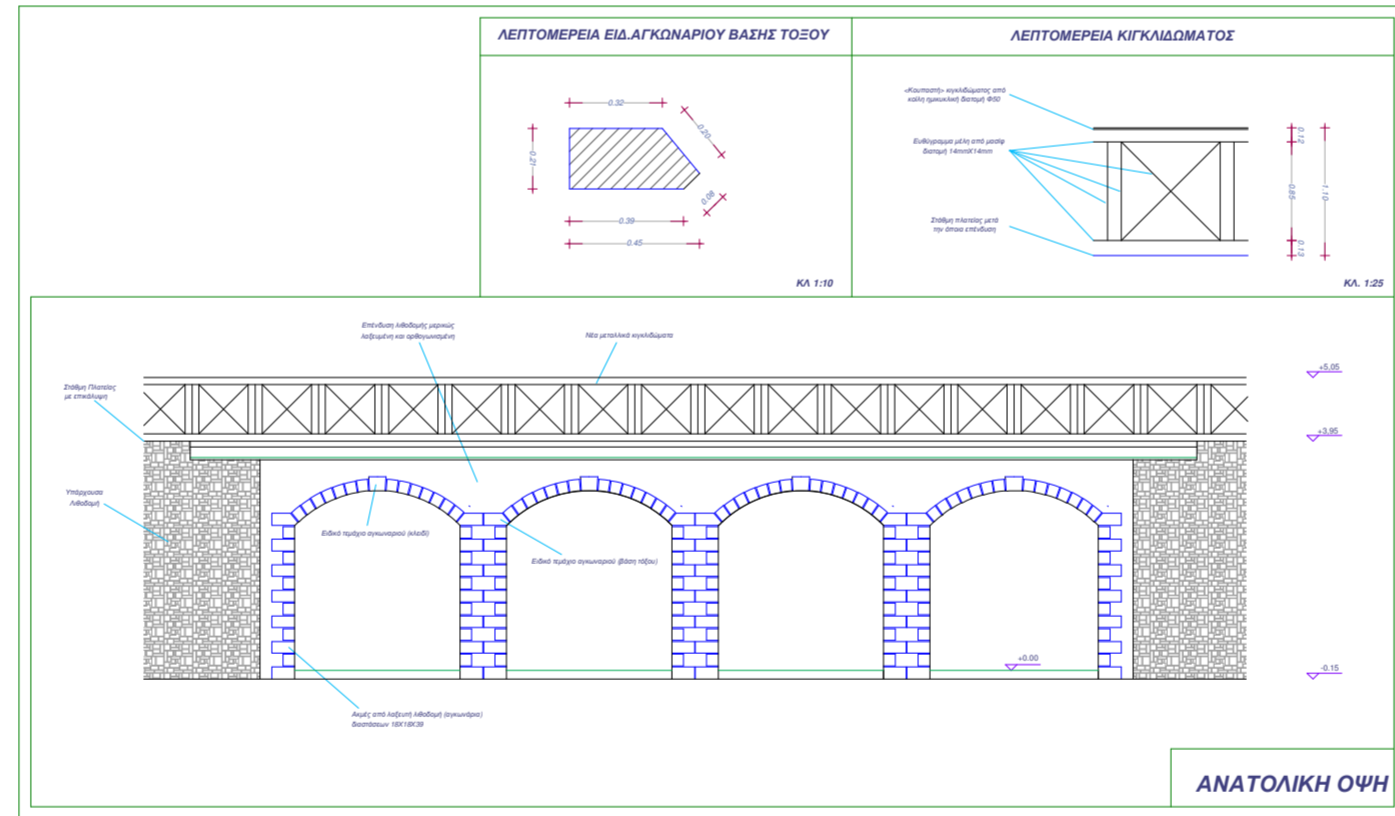 ΛΕΠΤΟΜΕΡΕΙΑ ΕΙΔ.ΑΓΚΩΝΑΡΙΟΥ ΒΑΣΗΣ ΤΟΞΟΥ
0.32
0.20
0.21
0.08
0.39
0.45
ΚΛ 1:10
ΛΕΠΤΟΜΕΡΕΙΑ ΚΙΓΚΛΙΔΩΜΑΤΟΣ
«Κουπαστή» κιγκλιδώματος από
κοίλη ημικυκλική διατομή Φ50
Ευθύγραμμα μέλη από μασίφ
διατομή 14mmX14mm
Στάθμη πλατείας μετά
την όποια επένδυση
0.12
0.85
1.10
0.13
ΚΛ. 1:25
Επένδυση λιθοδομής μερικώς
λαξευμένη και ορθογωνισμένη
Νέα μεταλλικά κιγκλιδώματα
Στάθμη Πλατείας
με επικάλυψη
+5.05
+3.95
Υπάρχουσα
Λιθοδομή
Ειδικό τεμάχιο αγκωναριού (κλειδί)
Ειδικό τεμάχιο αγκωναριού (βάση τόξου)
+0.00
-0.15
Ακμές από λαξευτή λιθοδομή (αγκωνάρια)
διαστάσεων 18X18X39
ΑΝΑΤΟΛΙΚΗ ΟΨΗ